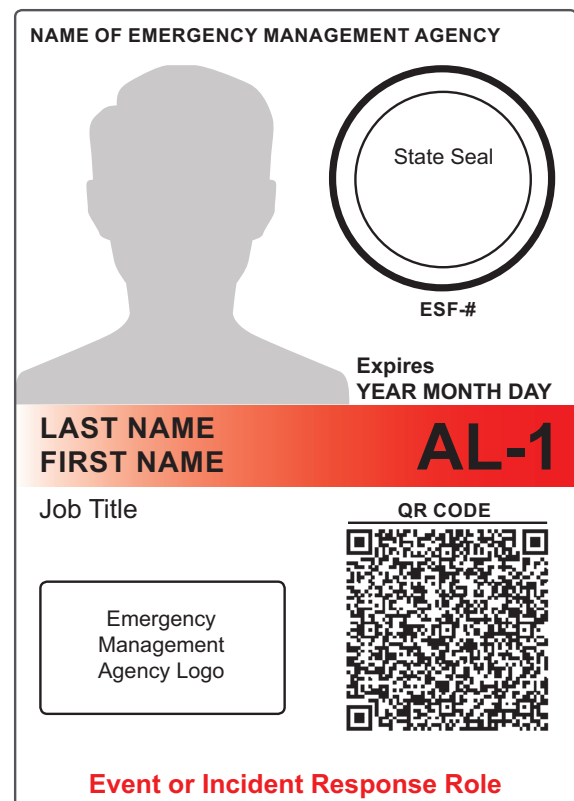 NAME OF EMERGENCY MANAGEMENT AGENCY
State Seal
ESF-#
Expires
YEAR MONTH DAY
LAST NAME
FIRST NAME
AL-1
Job Title
QR CODE
Emergency
Management
Agency Logo
Event or Incident Response Role